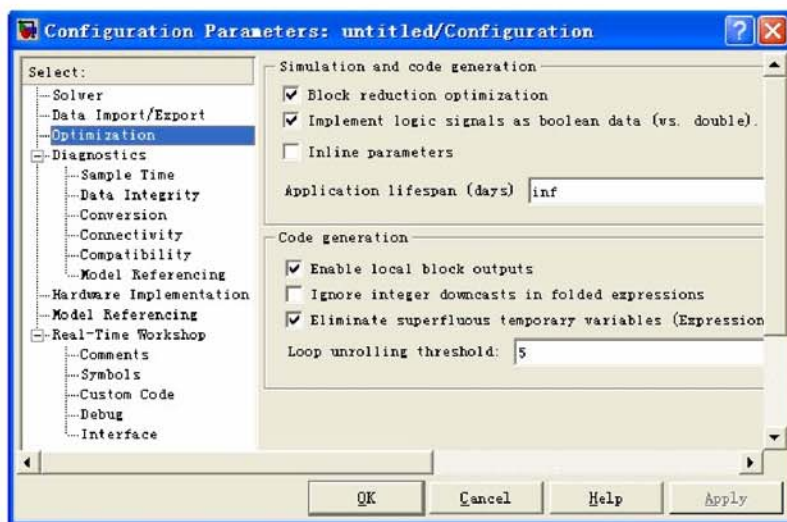 Configuration Parameters: untitled/Configuration
Select:
Solver
Data Import/Export
Optimization
Diagnostics
Sample Time
Data Integrity
Conversion
Connectivity
Compatibility
Model Referencing
Hardware Implementation
Model Referencing
Real-Time Workshop
Comments
Symbols
Custom Code
Debug
Interface
Simulation and code generation
Block reduction optimization
Implement logic signals as boolean data (vs. double).
Inline parameters
Application lifespan (days) inf
Code generation
Enable local block outputs
Ignore integer downcasts in folded expressions
Eliminate superfluous temporary variables (Expression
Loop unrolling threshold: 5
OK Cancel Help Apply